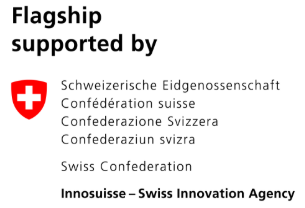 Flagship
supported by
Schweizerische Eidgenossenschaft
Confédération suisse
Confederazione Svizzera
Confederaziun svizra
Swiss Confederation
Innosuisse – Swiss Innovation Agency